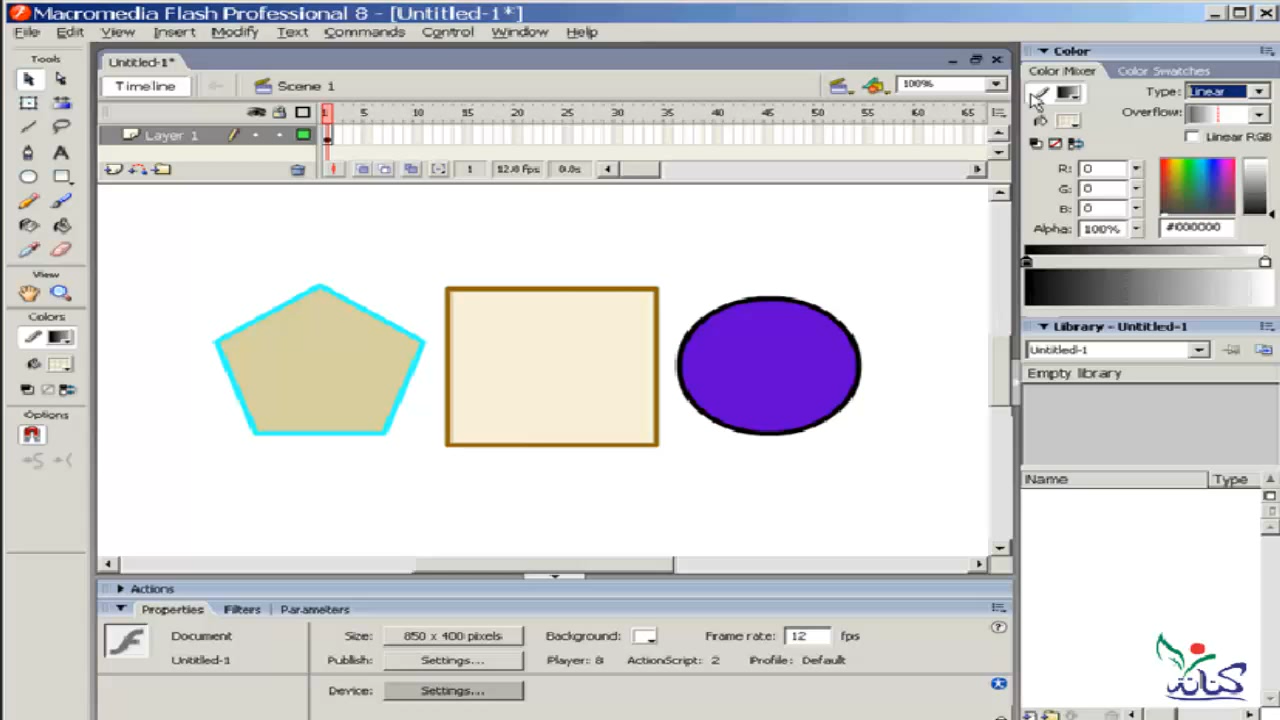 Macromedia Flash Professional 8 - [Untitled-1*]
File Edit View Insert Modify Text Commands Control Window Help
Tools
View
Colors
Options
Untitled-1*
Timeline
Scene 1
100%
1 5 10 15 20 25 30 35 40 45 50 55 60 65
Layer 1
1 12.0 fps 0.0s
Color
Color Mixer Color Swatches
Type: Linear
Overflow:
Linear RGB
R: 0
G: 0
B: 0
Alpha: 100% #000000
Library - Untitled-1
Untitled-1
Empty library
Name Type
Actions
Properties Filters Parameters
Document
Untitled-1
Size: 850 x 400 pixels Background: Frame rate: 12 fps
Publish: Settings... Player: 8 ActionScript: 2 Profile: Default
Device: Settings...
كنانة